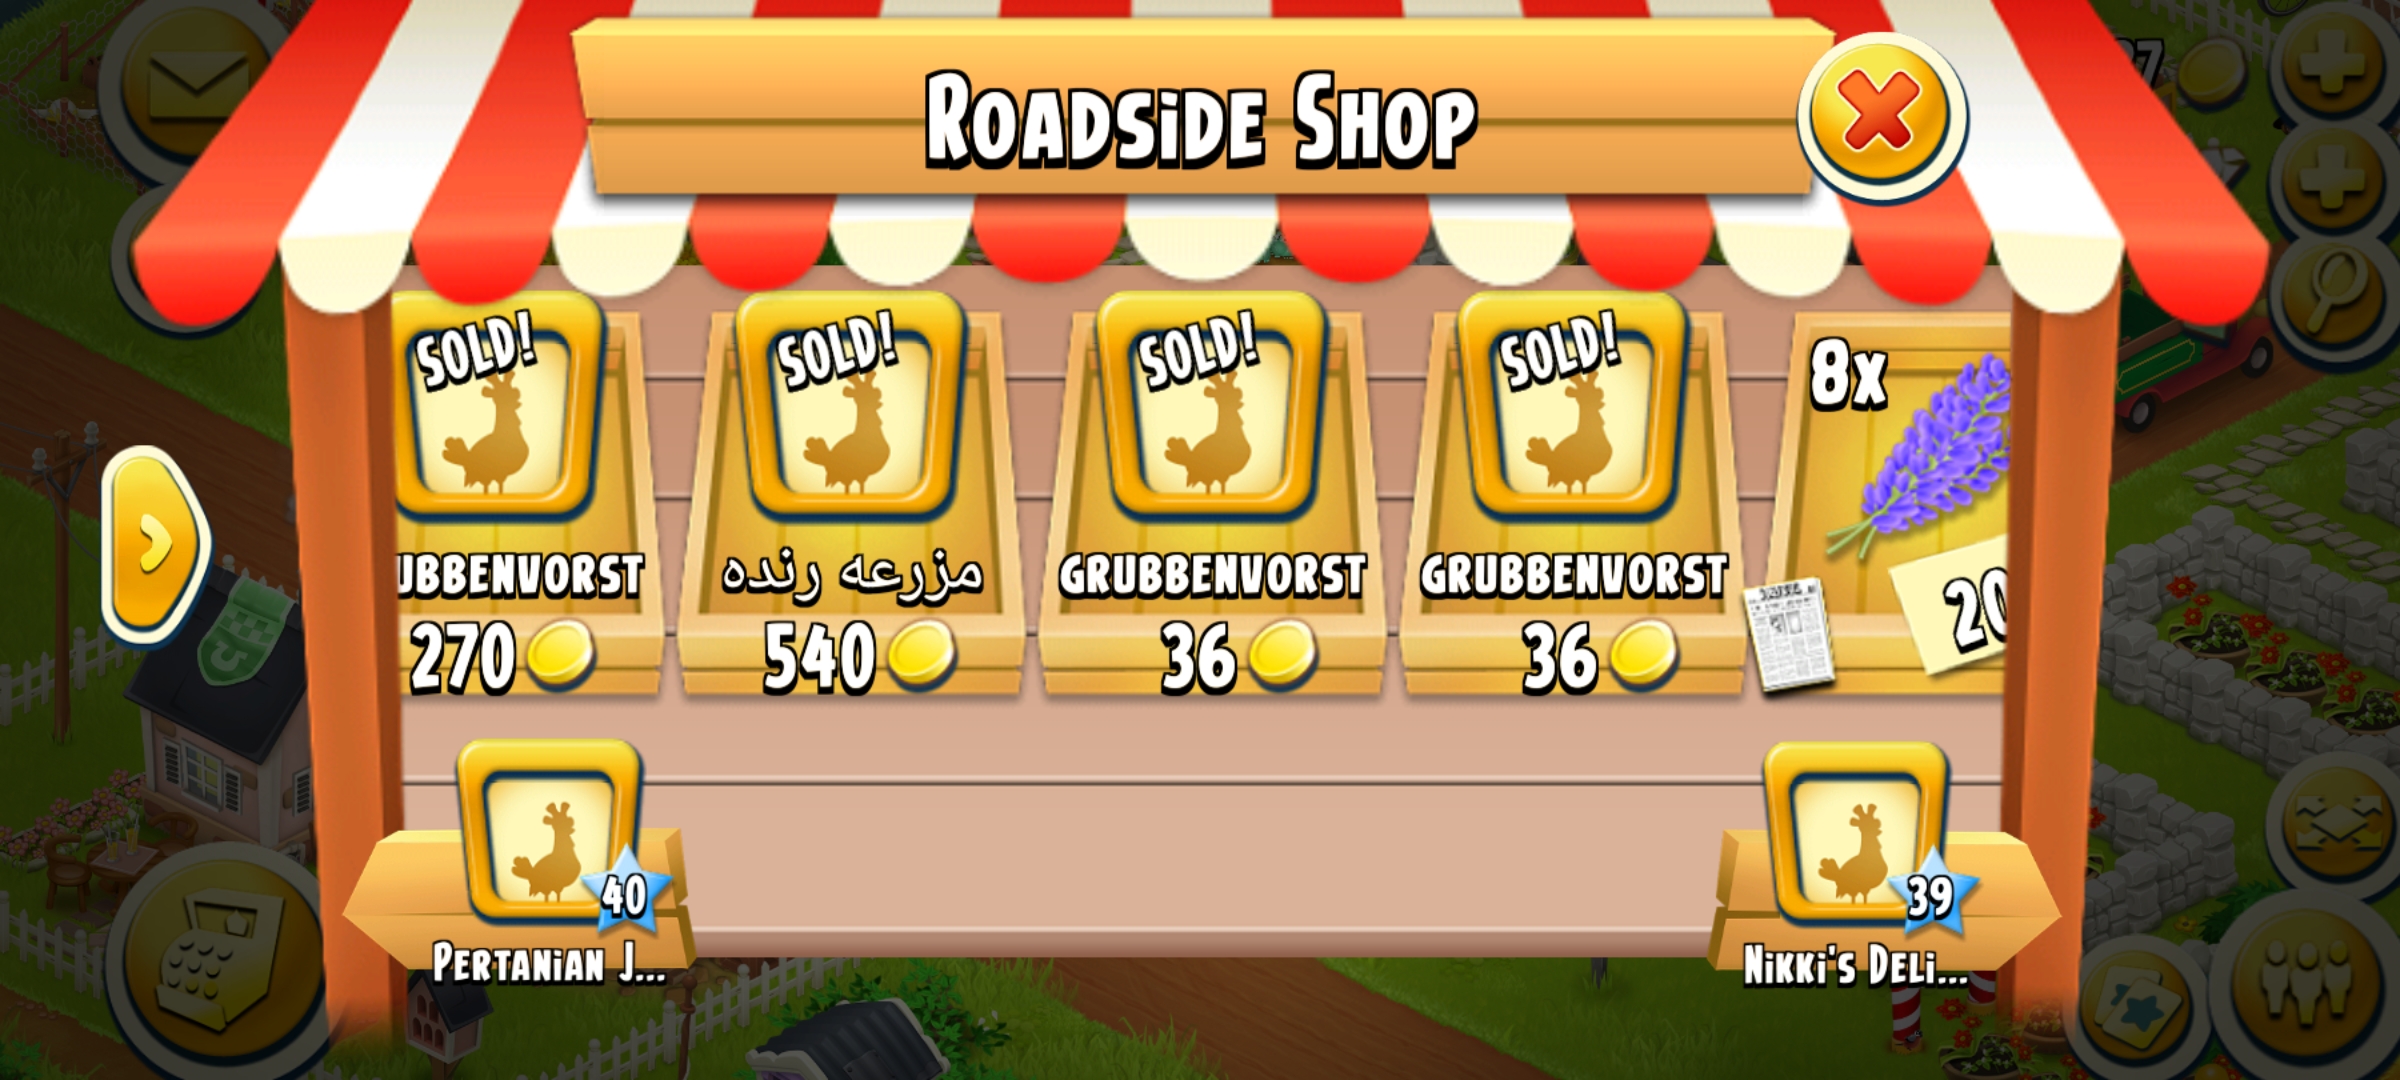 ROADSIDE SHOP
SOLD!
SOLD!
SOLD!
SOLD!
8x
UBBENVORST
مزرعه رنده
GRUBBENVORST
GRUBBENVORST
270
540
36
36
20
40
39
PERTANIAN J...
NIKKI'S DELI...